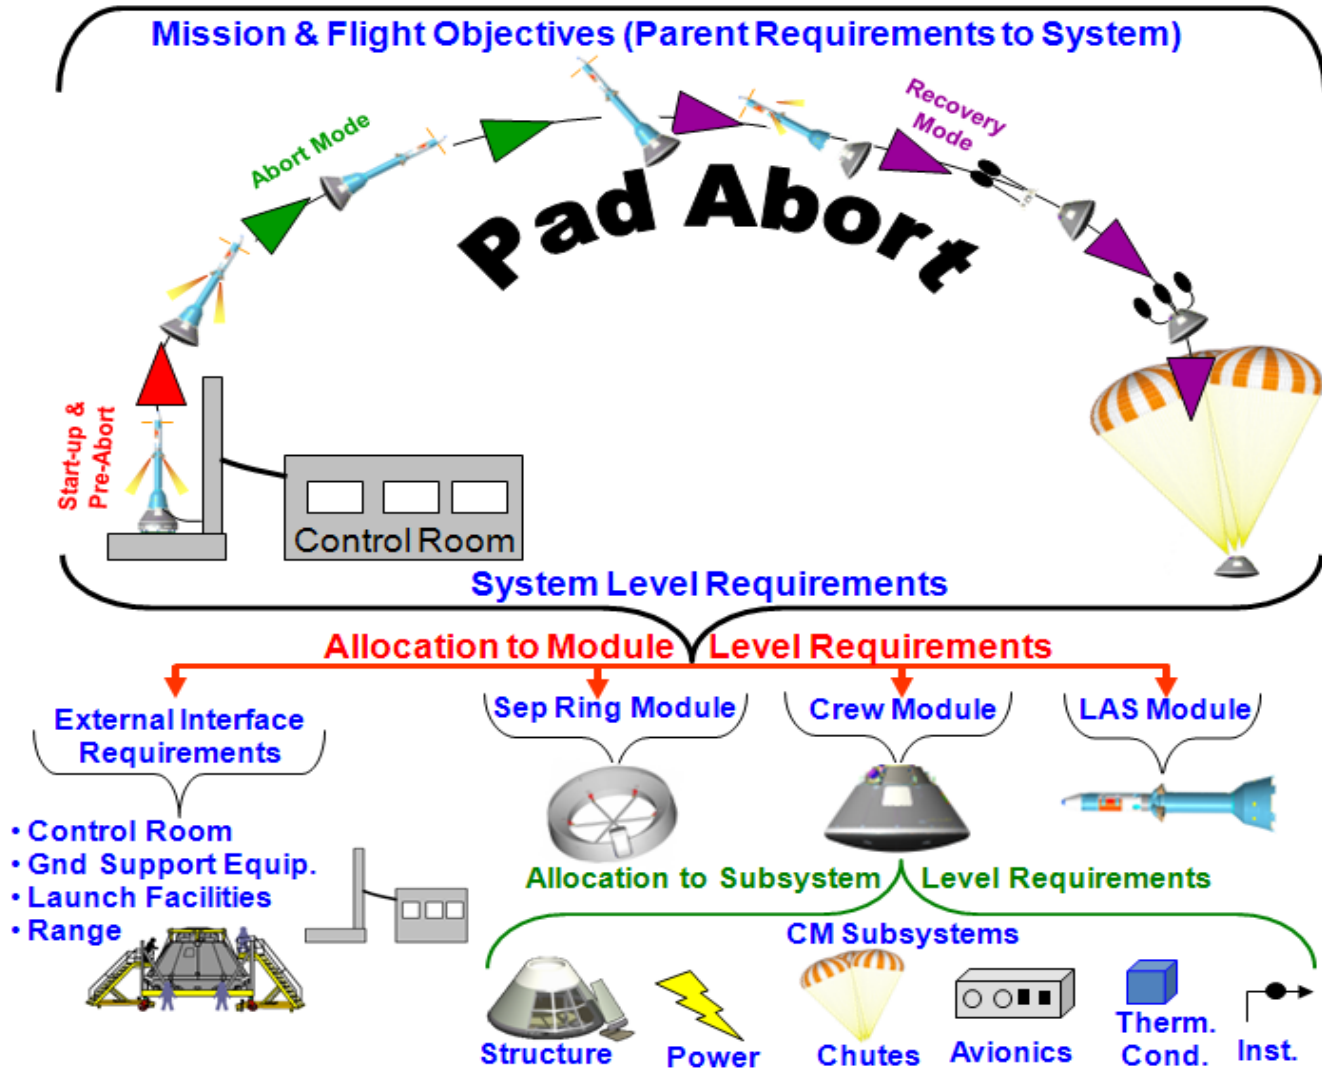 Mission & Flight Objectives (Parent Requirements to System)
Abort Mode
Recovery
Mode
Pad Abort
Start-up &
Pre-Abort
Control Room
System Level Requirements
Allocation to Module Level Requirements
External Interface
Requirements
Sep Ring Module
Crew Module
LAS Module
• Control Room
• Gnd Support Equip.
• Launch Facilities
• Range
Allocation to Subsystem Level Requirements
CM Subsystems
Structure
Power
Chutes
Avionics
Therm.
Cond.
Inst.